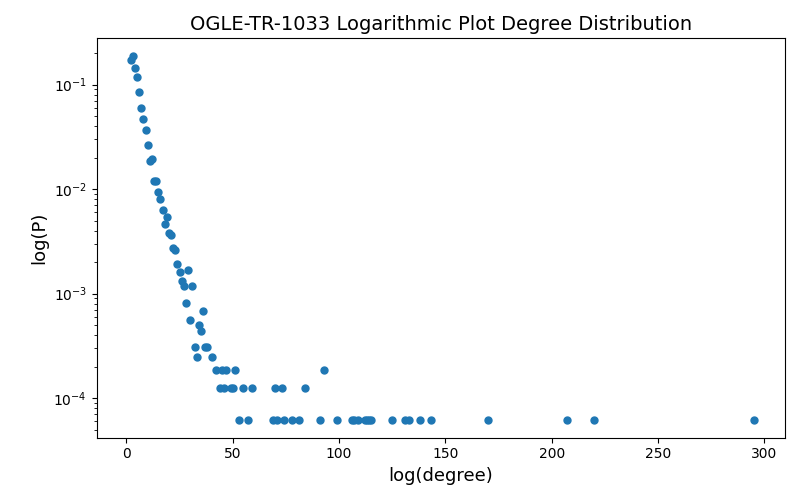 OGLE-TR-1033 Logarithmic Plot Degree Distribution
10⁻¹
10⁻²
10⁻³
10⁻⁴
log(P)
0 50 100 150 200 250 300
log(degree)